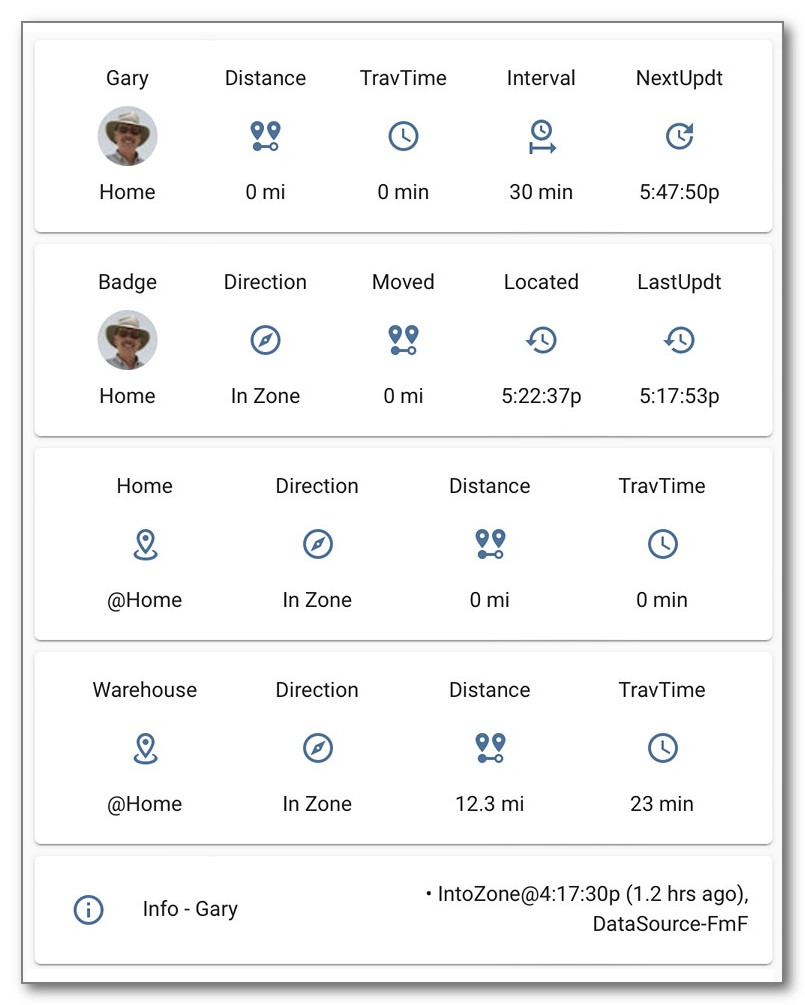 Gary Distance TravTime Interval NextUpdt
Home 0 mi 0 min 30 min 5:47:50p
Badge Direction Moved Located LastUpdt
Home In Zone 0 mi 5:22:37p 5:17:53p
Home Direction Distance TravTime
@Home In Zone 0 mi 0 min
Warehouse Direction Distance TravTime
@Home In Zone 12.3 mi 23 min
Info - Gary
• IntoZone@4:17:30p (1.2 hrs ago),
DataSource-FmF